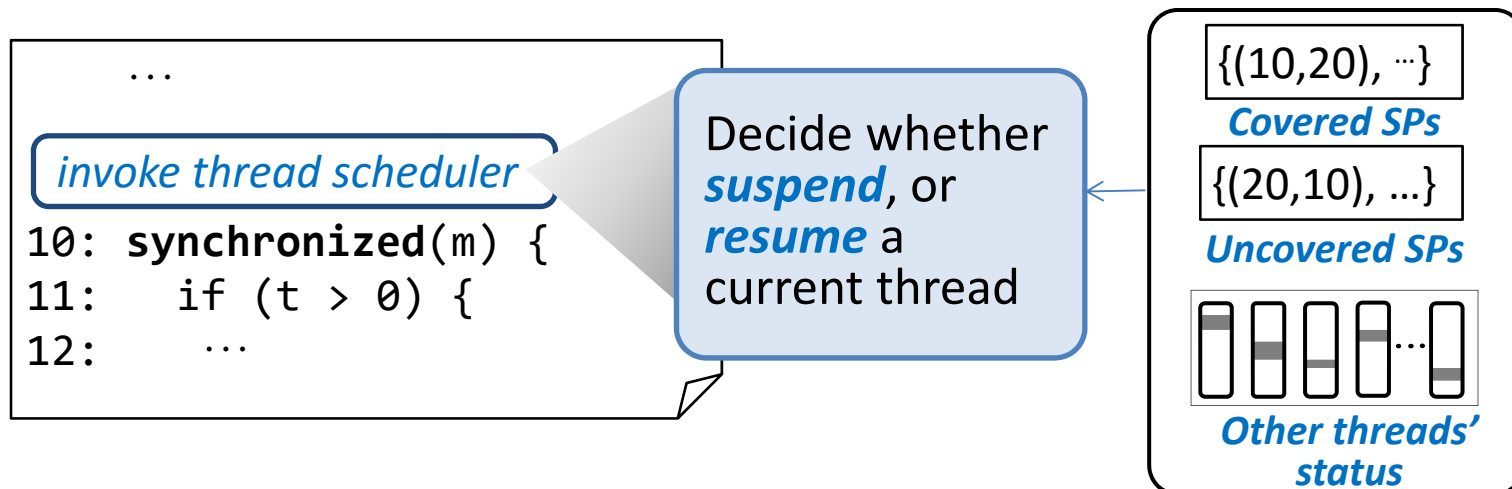 ...
invoke thread scheduler
10: synchronized(m) {
11: if (t > 0) {
12: ...
Decide whether
suspend, or
resume a
current thread
{(10,20), ...}
Covered SPs
{(20,10), ...}
Uncovered SPs
...
Other threads’
status